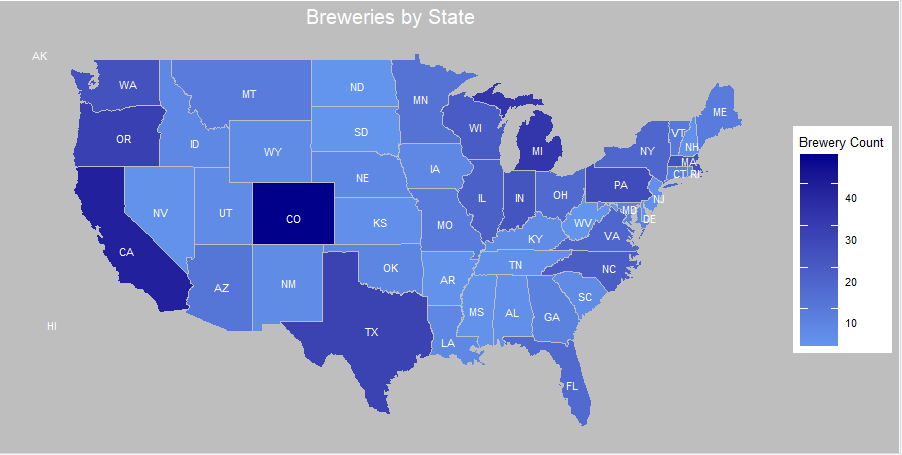 Breweries by State
AK
WA
MT
ND
MN
ME
OR
ID
SD
WI
VT
NH
NY
MA
MI
CT RI
WY
IA
PA
NE
NJ
NV
UT
CO
IL
IN
OH
MD
DE
KS
MO
WV
VA
CA
KY
NC
OK
TN
AZ
NM
AR
SC
MS
AL
GA
HI
TX
LA
FL
Brewery Count
40
30
20
10